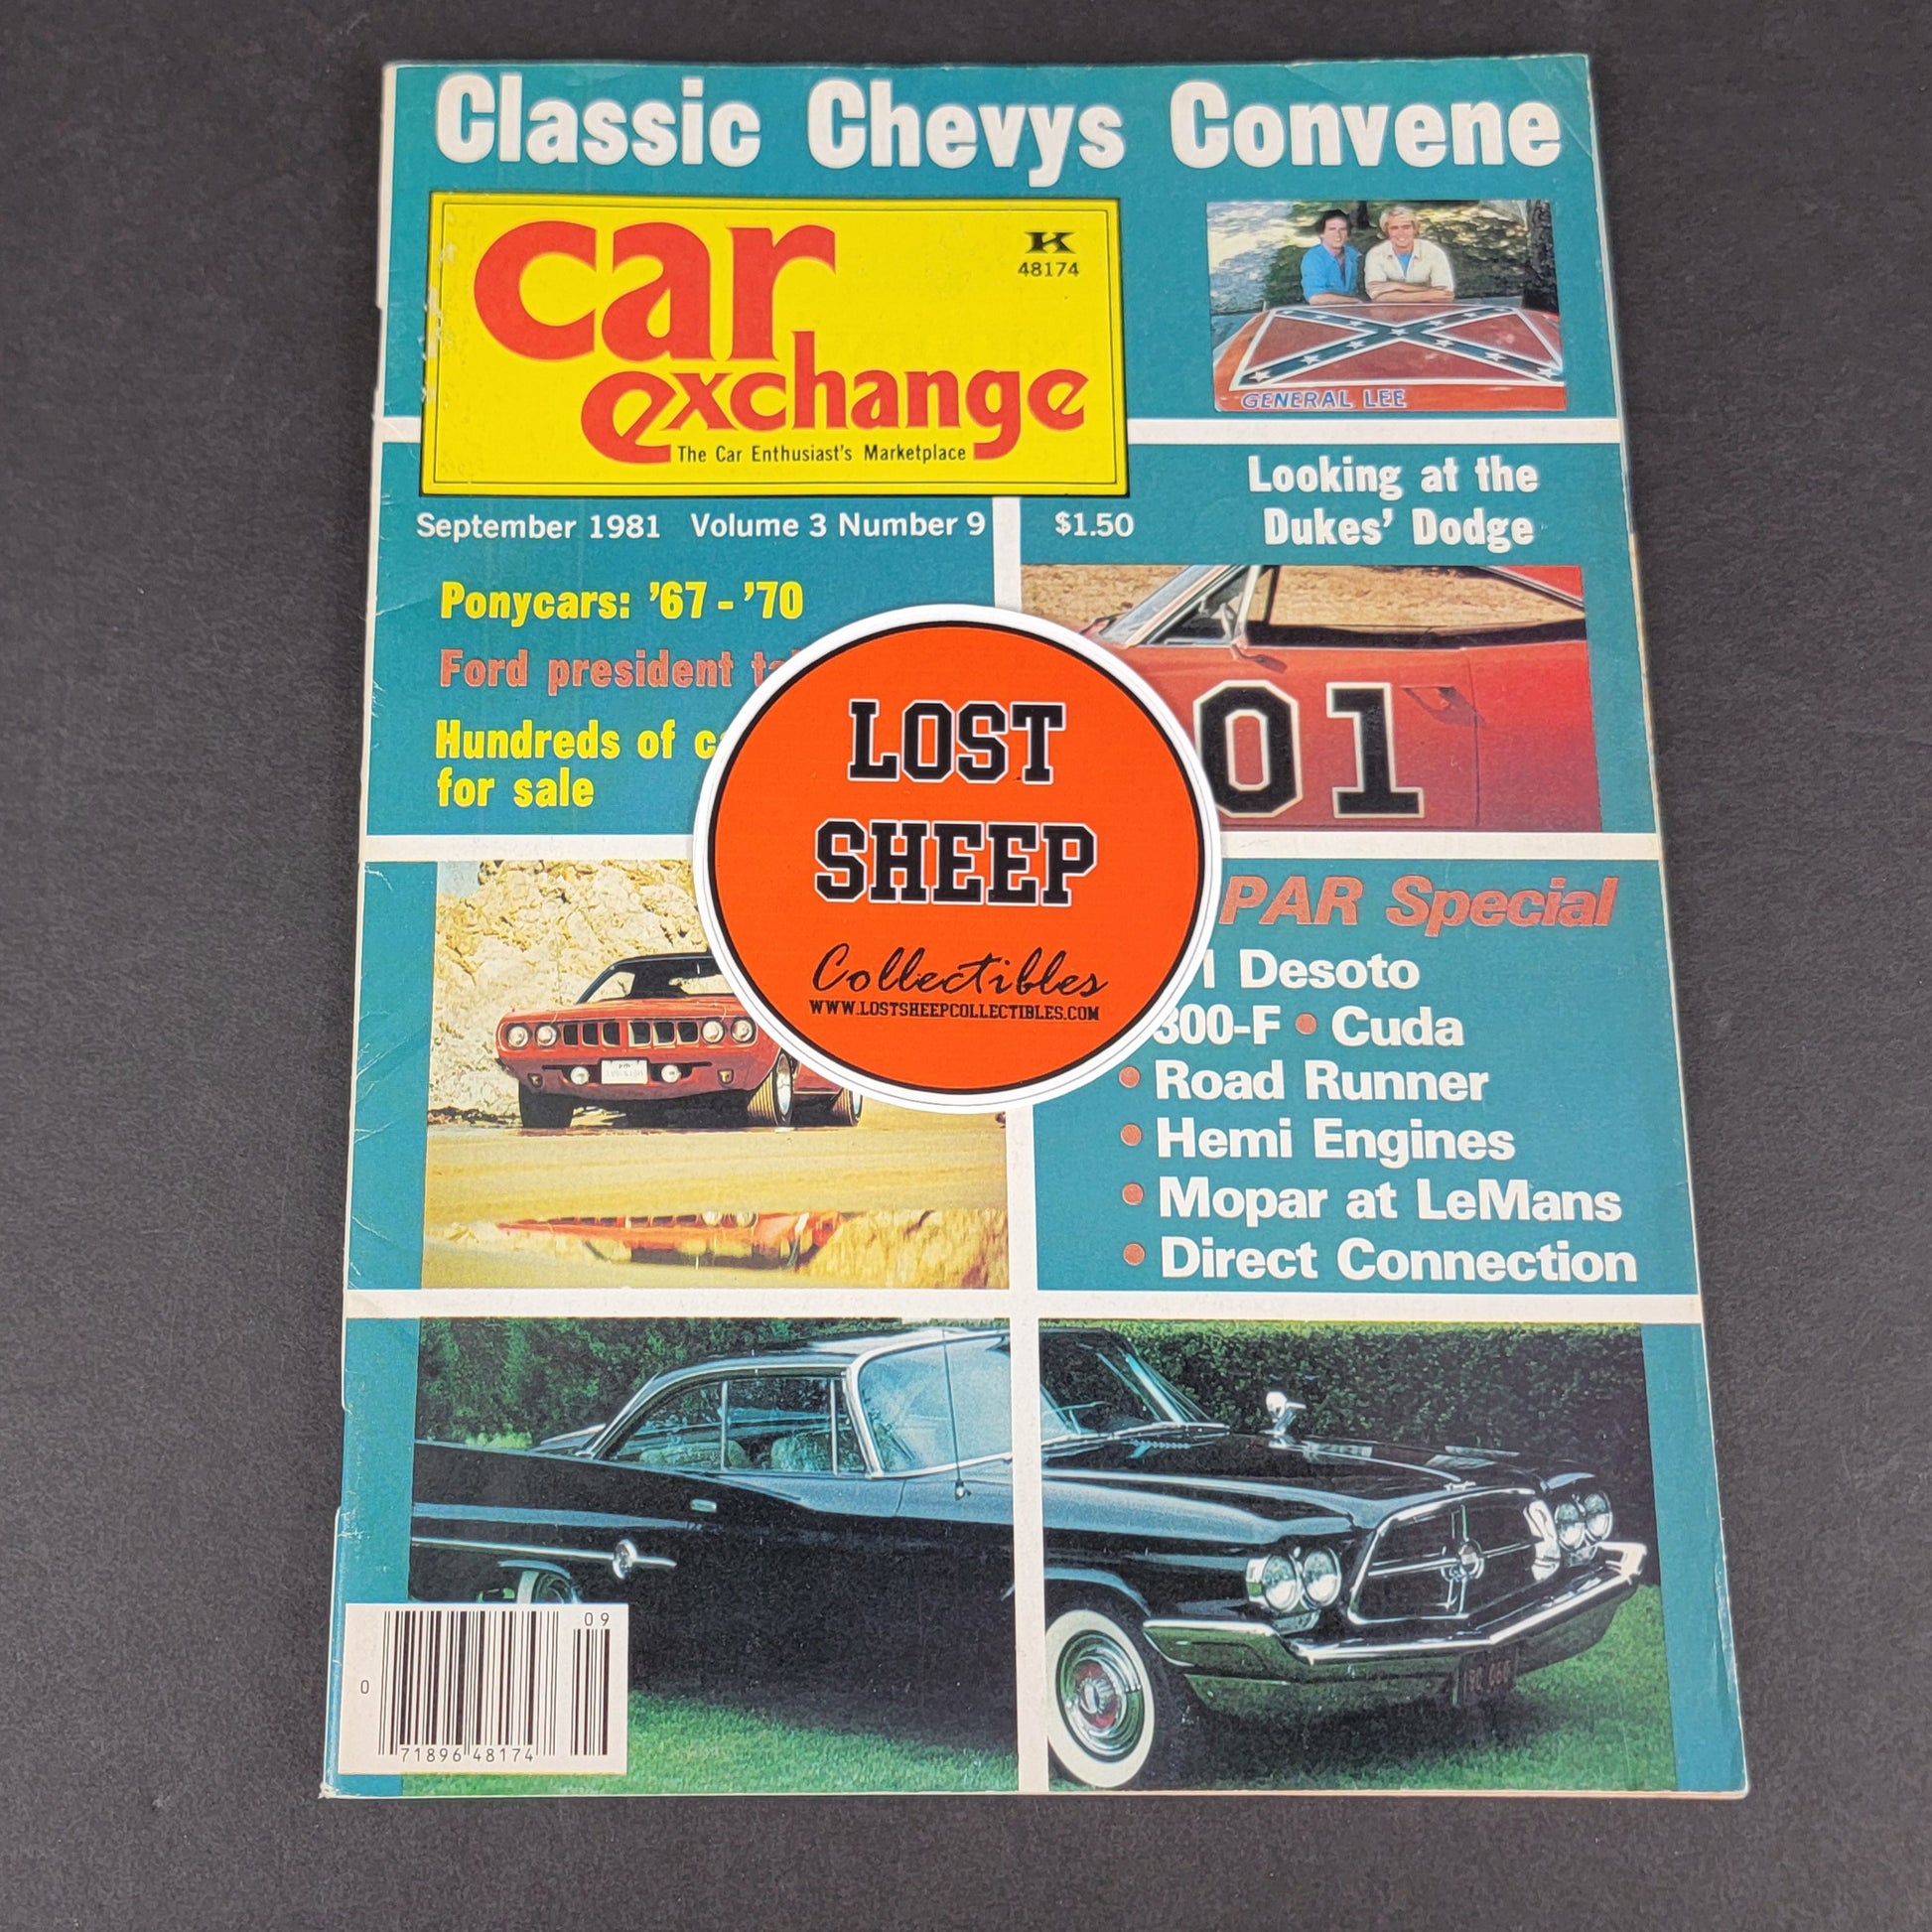 Classic Chevys Convene
car
exchange
The Car Enthusiast's Marketplace
K
48174
GENERAL LEE
September 1981 Volume 3 Number 9
$1.50
Looking at the
Dukes' Dodge
Ponycars: '67 - '70
Ford president
Hundreds of
for sale
01
LOST
SHEEP
Collectibles
WWW.LOSTSHEEPCOLLECTIBLES.COM
PAR Special
1 Desoto
300-F • Cuda
• Road Runner
• Hemi Engines
• Mopar at LeMans
• Direct Connection
09
0 71896 48174